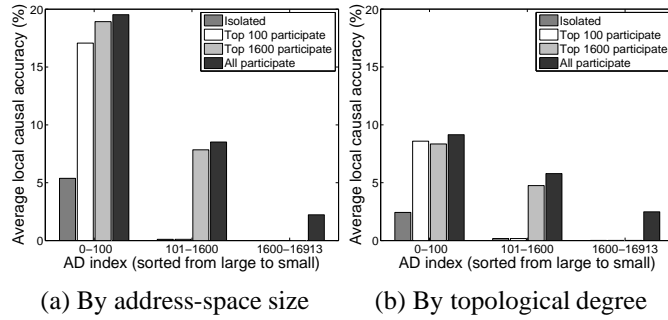 Average local causal accuracy (%)
20
15
10
5
0
Isolated
Top 100 participate
Top 1600 participate
All participate
0−100
101−1600
1600−16913
AD index (sorted from large to small)
(a) By address-space size
Average local causal accuracy (%)
20
15
10
5
0
Isolated
Top 100 participate
Top 1600 participate
All participate
0−100
101−1600
1600−16913
AD index (sorted from large to small)
(b) By topological degree